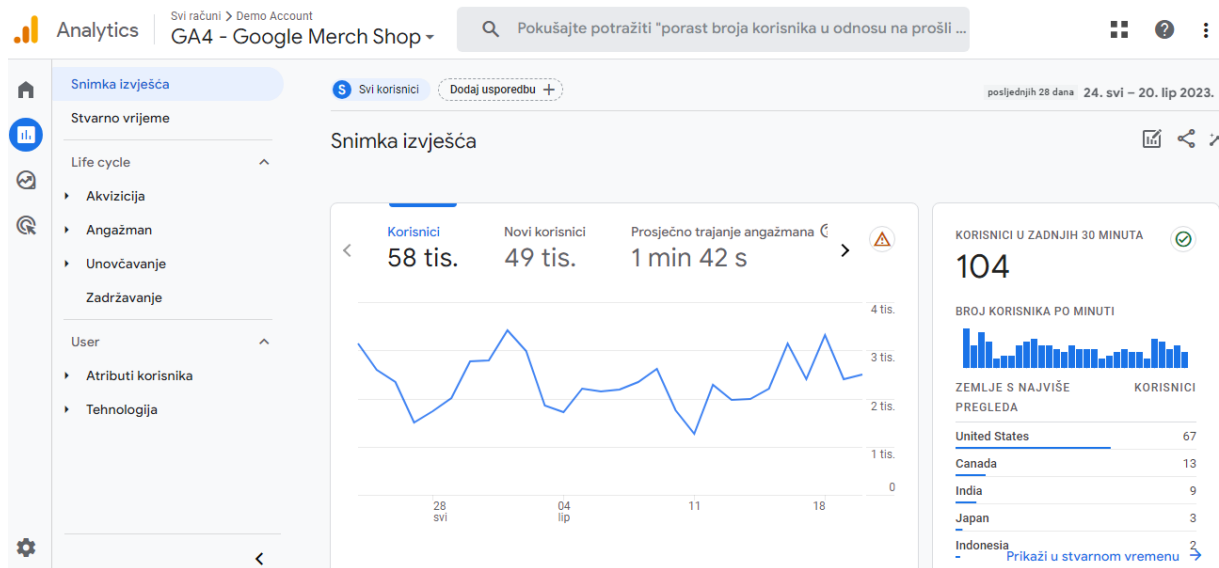 Analytics
Svi računi > Demo Account
GA4 - Google Merch Shop
Pokušajte potražiti "porast broja korisnika u odnosu na prošli ...
Snimka izvješća
Stvarno vrijeme
Life cycle
Akvizicija
Angažman
Unovčavanje
Zadržavanje
User
Atributi korisnika
Tehnologija
S Svi korisnici
Dodaj usporedbu +
posljednjih 28 dana 24. svi – 20. lip 2023.
Snimka izvješća
Korisnici
58 tis.
Novi korisnici
49 tis.
Prosječno trajanje angažmana
1 min 42 s
4 tis.
3 tis.
2 tis.
1 tis.
0
28
svi
04
lip
11
18
KORISNICI U ZADNJIH 30 MINUTA
104
BROJ KORISNIKA PO MINUTI
ZEMLJE S NAJVIŠE PREGLEDA
KORISNICI
United States 67
Canada 13
India 9
Japan 3
Indonesia 2
Prikaži u stvarnom vremenu